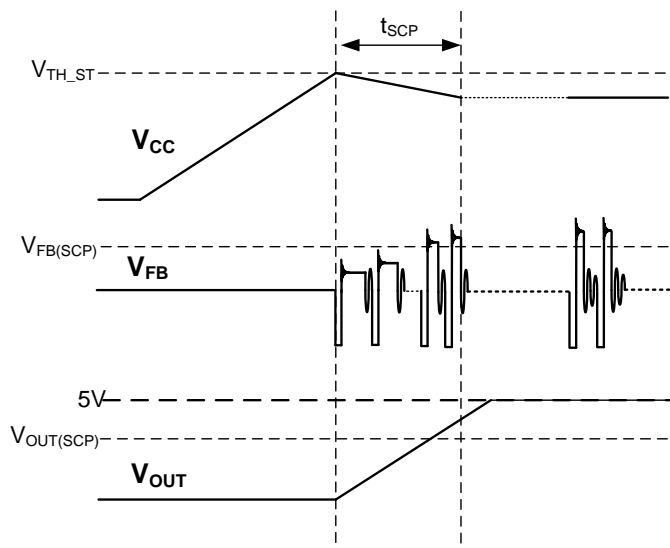 tSCP
VTH_ST
VCC
VFB(SCP)
VFB
5V
VOUT(SCP)
VOUT